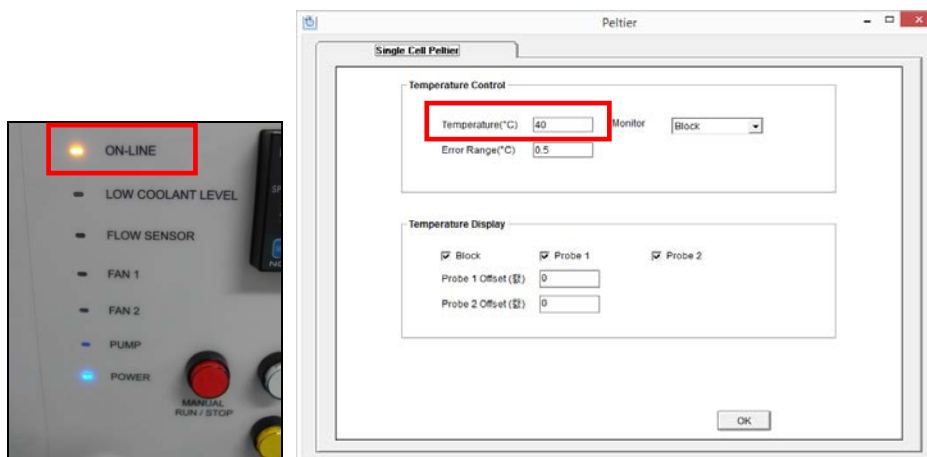 ON-LINE
LOW COOLANT LEVEL
FLOW SENSOR
FAN 1
FAN 2
PUMP
POWER
MANUAL
RUN / STOP
Peltier
Single Cell Peltier
Temperature Control
Temperature(°C) 40 Monitor Block
Error Range(°C) 0.5
Temperature Display
Block Probe 1 Probe 2
Probe 1 Offset (캜) 0
Probe 2 Offset (캜) 0
OK